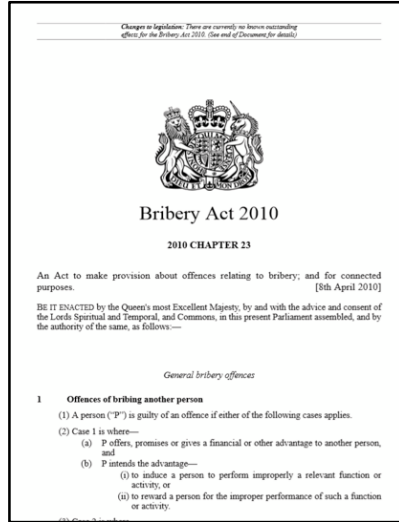 Changes to legislation: There are currently no known outstanding
effects for the Bribery Act 2010. (See end of Document for details)
Bribery Act 2010
2010 CHAPTER 23
An Act to make provision about offences relating to bribery; and for connected
purposes. [8th April 2010]
BE IT ENACTED by the Queen's most Excellent Majesty, by and with the advice and consent of
the Lords Spiritual and Temporal, and Commons, in this present Parliament assembled, and by
the authority of the same, as follows:—
General bribery offences
1 Offences of bribing another person
(1) A person (“P”) is guilty of an offence if either of the following cases applies.
(2) Case 1 is where—
(a) P offers, promises or gives a financial or other advantage to another person,
and
(b) P intends the advantage—
(i) to induce a person to perform improperly a relevant function or
activity, or
(ii) to reward a person for the improper performance of such a function
or activity.